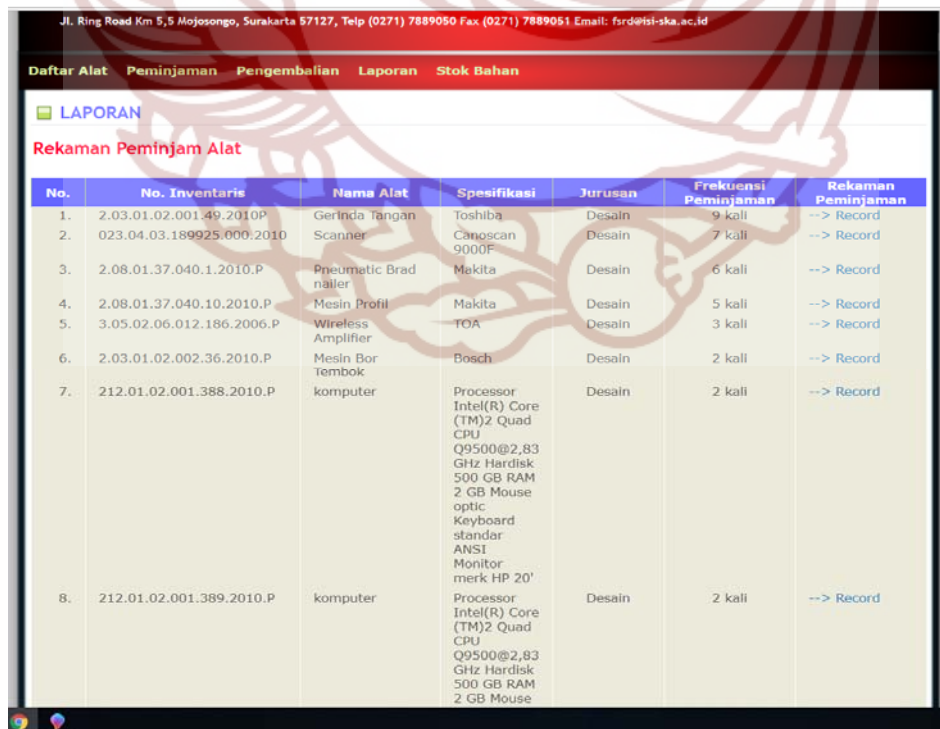 Jl. Ring Road Km 5,5 Mojosongo, Surakarta 57127, Telp (0271) 7889050 Fax (0271) 7889051 Email: fsrd@isi-ska.ac.id
Daftar Alat Peminjaman Pengembalian Laporan Stok Bahan
LAPORAN
Rekaman Peminjam Alat
No. No. Inventaris Nama Alat Spesifikasi Jurusan Frekuensi Peminjaman Rekaman Peminjaman
1. 2.03.01.02.001.49.2010P Gerinda Tangan Toshiba Desain 9 kali --> Record
2. 023.04.03.189925.000.2010 Scanner Canoscan Desain 7 kali --> Record
9000F
3. 2.08.01.37.040.1.2010.P Pneumatic Brad Makita Desain 6 kali --> Record
nailer
4. 2.08.01.37.040.10.2010.P Mesin Profil Makita Desain 5 kali --> Record
5. 3.05.02.06.012.186.2006.P Wireless TOA Desain 3 kali --> Record
Amplifier
6. 2.03.01.02.002.36.2010.P Mesin Bor Bosch Desain 2 kali --> Record
Tembok
7. 212.01.02.001.388.2010.P komputer Processor Desain 2 kali --> Record
Intel(R) Core
(TM)2 Quad
CPU
Q9500@2,83
GHz Hardisk
500 GB RAM
2 GB Mouse
optic
Keyboard
standar
ANSI
Monitor
merk HP 20'
8. 212.01.02.001.389.2010.P komputer Processor Desain 2 kali --> Record
Intel(R) Core
(TM)2 Quad
CPU
Q9500@2,83
GHz Hardisk
500 GB RAM
2 GB Mouse